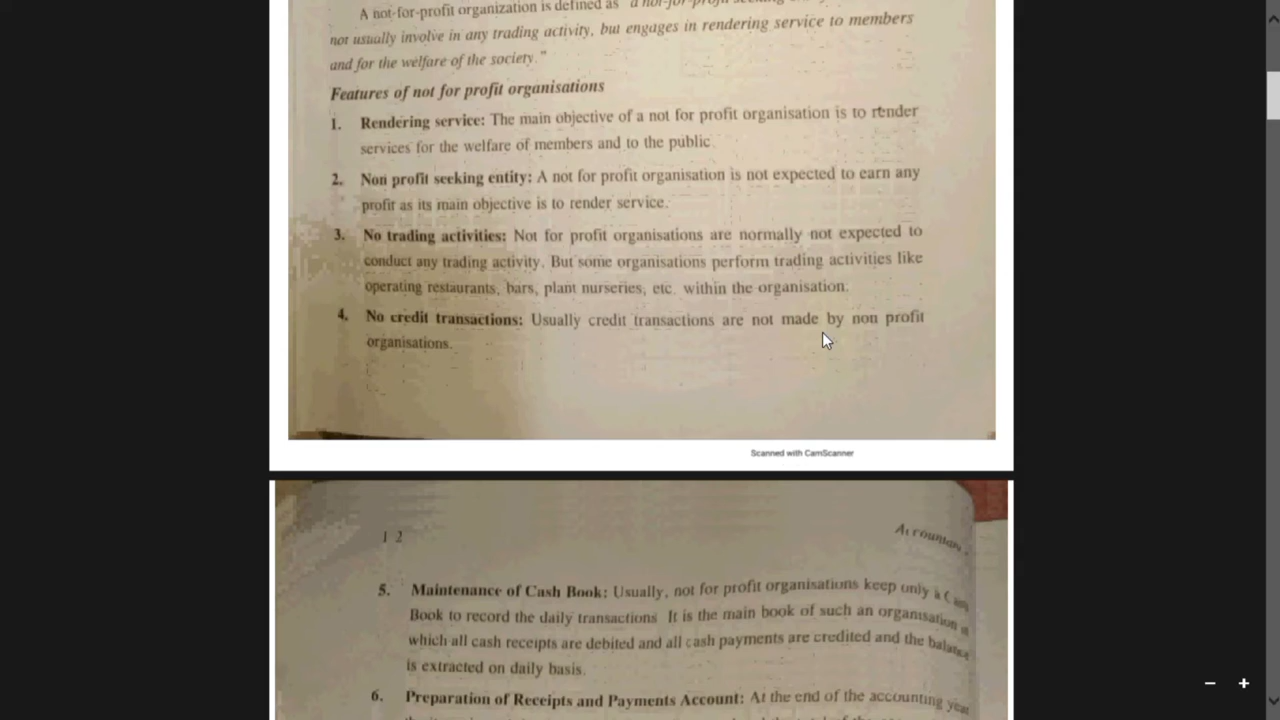 A not-for-profit organization is defined as "a not-for-profit
not usually involve in any trading activity, but engages in rendering service to members
and for the welfare of the society."
Features of not for profit organisations
1. Rendering service: The main objective of a not for profit organisation is to render
services for the welfare of members and to the public
2. Non profit seeking entity: A not for profit organisation is not expected to earn any
profit as its main objective is to render service.
3. No trading activities: Not for profit organisations are normally not expected to
conduct any trading activity. But some organisations perform trading activities like
operating restaurants, bars, plant nurseries, etc. within the organisation.
4. No credit transactions: Usually credit transactions are not made by non profit
organisations.
Scanned with CamScanner
1 2
5. Maintenance of Cash Book: Usually, not for profit organisations keep only a
Book to record the daily transactions It is the main book of such an organisation
which all cash receipts are debited and all cash payments are credited and the balance
is extracted on daily basis.
6. Preparation of Receipts and Payments Account: At the end of the accounting year